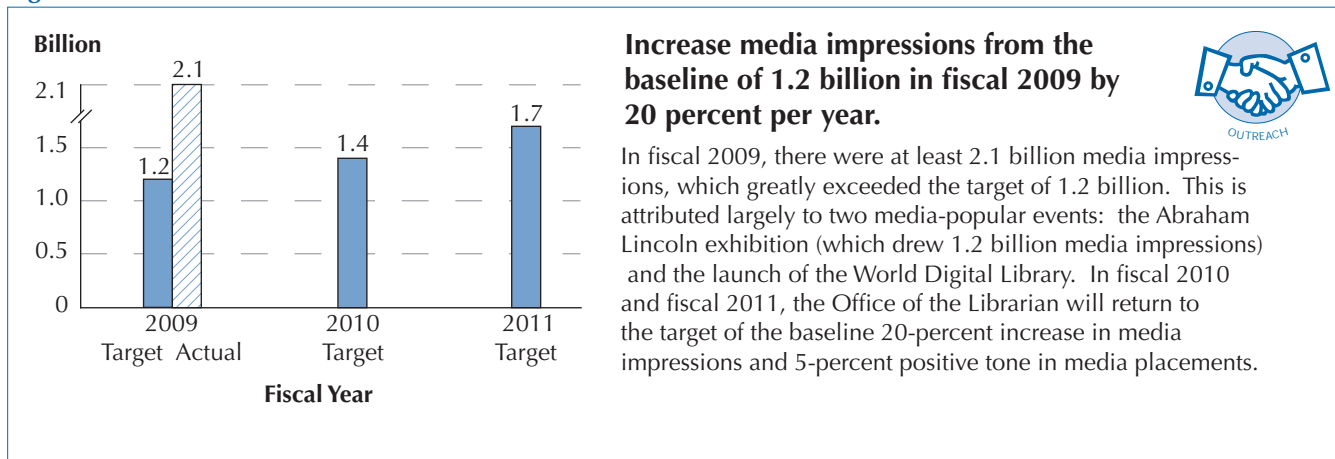 Billion
2.1
1.5
1.0
0.5
0
1.2
2.1
1.4
1.7
2009
2010
2011
Target Actual
Target
Target
Fiscal Year
Increase media impressions from the
baseline of 1.2 billion in fiscal 2009 by
20 percent per year.
OUTREACH
In fiscal 2009, there were at least 2.1 billion media impress-
ions, which greatly exceeded the target of 1.2 billion. This is
attributed largely to two media-popular events: the Abraham
Lincoln exhibition (which drew 1.2 billion media impressions)
and the launch of the World Digital Library. In fiscal 2010
and fiscal 2011, the Office of the Librarian will return to
the target of the baseline 20-percent increase in media
impressions and 5-percent positive tone in media placements.